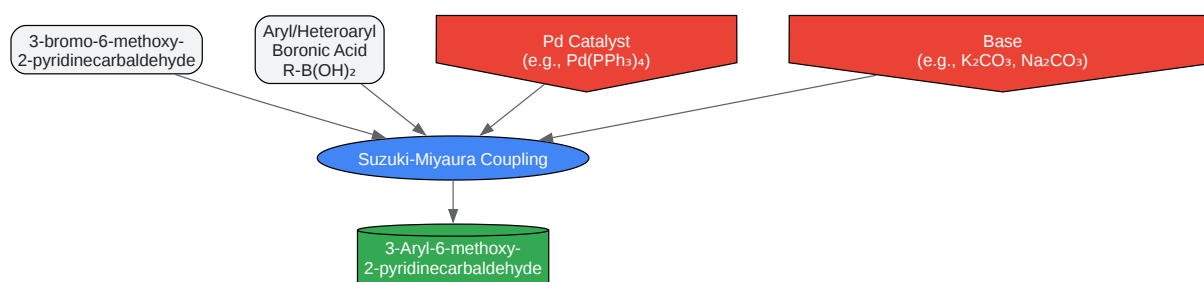 3-bromo-6-methoxy-
2-pyridinecarbaldehyde
Aryl/Heteroaryl
Boronic Acid
R-B(OH)₂
Pd Catalyst
(e.g., Pd(PPh₃)₄)
Base
(e.g., K₂CO₃, Na₂CO₃)
Suzuki-Miyaura Coupling
3-Aryl-6-methoxy-
2-pyridinecarbaldehyde